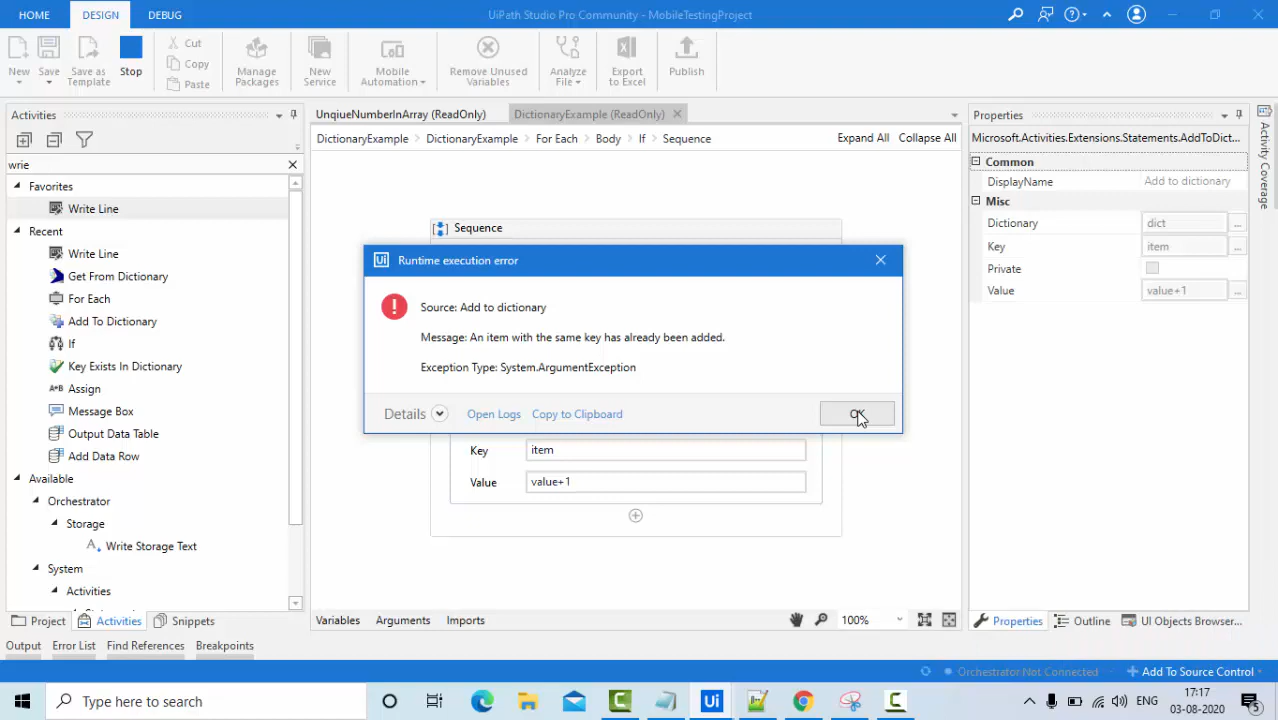 HOME DESIGN DEBUG UiPath Studio Pro Community - MobileTestingProject
New Save Save as Template Stop Cut Copy Paste Manage Packages New Service Mobile Automation Remove Unused Variables Analyze File Export to Excel Publish
Activities
wrie
Favorites
Write Line
Recent
Write Line
Get From Dictionary
For Each
Add To Dictionary
If
Key Exists In Dictionary
Assign
Message Box
Output Data Table
Add Data Row
Available
Orchestrator
Storage
Write Storage Text
System
Activities
Project Activities Snippets
UnqiueNumberInArray (ReadOnly) DictionaryExample (ReadOnly)
DictionaryExample DictionaryExample For Each Body If Sequence Expand All Collapse All
Sequence
Runtime execution error
Source: Add to dictionary
Message: An item with the same key has already been added.
Exception Type: System.ArgumentException
Details Open Logs Copy to Clipboard OK
Key item
Value value+1
Variables Arguments Imports 100%
Properties
Microsoft.Activities.Extensions.Statements.AddToDict...
Common
DisplayName Add to dictionary
Misc
Dictionary dict ...
Key item ...
Private
Value value+1 ...
Activity Coverage
Properties Outline UI Objects Browser...
Output Error List Find References Breakpoints
Orchestrator Not Connected Add To Source Control
Type here to search
Ui
ENG
17:17
03-08-2020
5